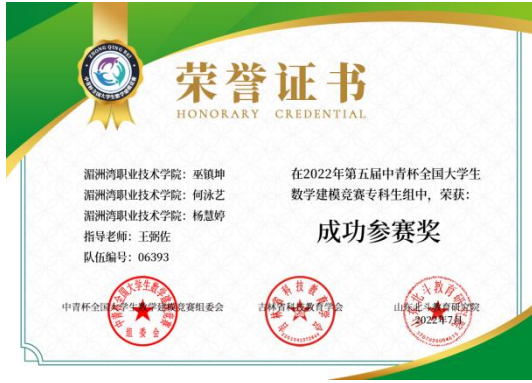 ZHONG QING BEI
荣誉证书
HONORARY CREDENTIAL
湄洲湾职业技术学院：巫镇坤
湄洲湾职业技术学院：何泳艺
湄洲湾职业技术学院：杨慧婷
指导老师：王弼佐
队伍编号：06393
在2022年第五届中青杯全国大学生
数学建模竞赛专科生组中，荣获：
成功参赛奖
中青杯全国大学生数学建模竞赛组委会
吉林省科技教育学会
山东北斗教育研究院
2022年7月
组委会